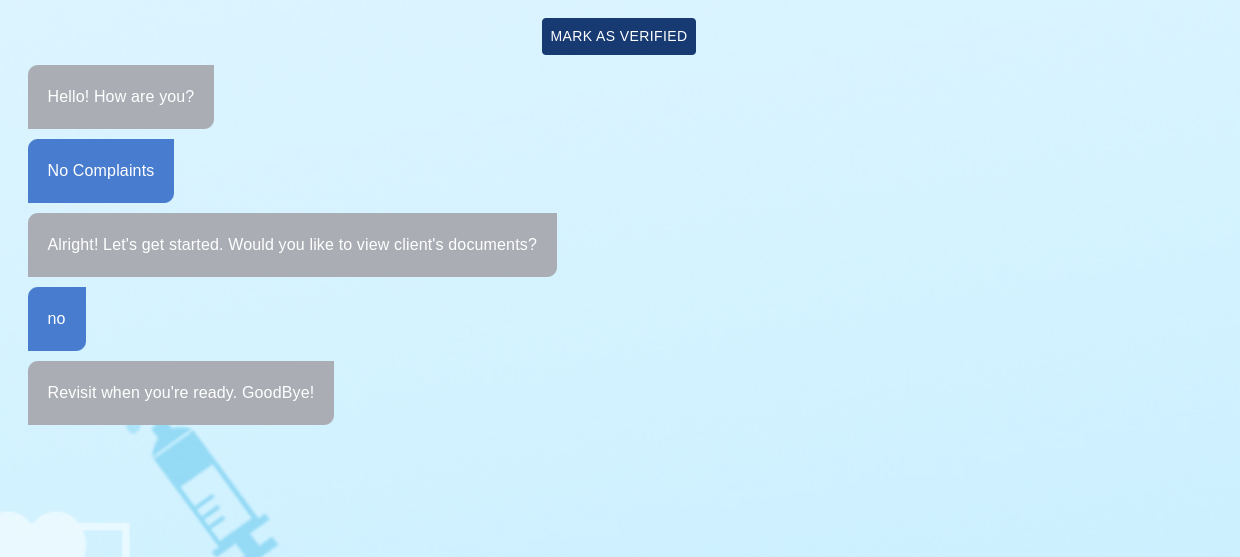 MARK AS VERIFIED
Hello! How are you?
No Complaints
Alright! Let's get started. Would you like to view client's documents?
no
Revisit when you're ready. GoodBye!